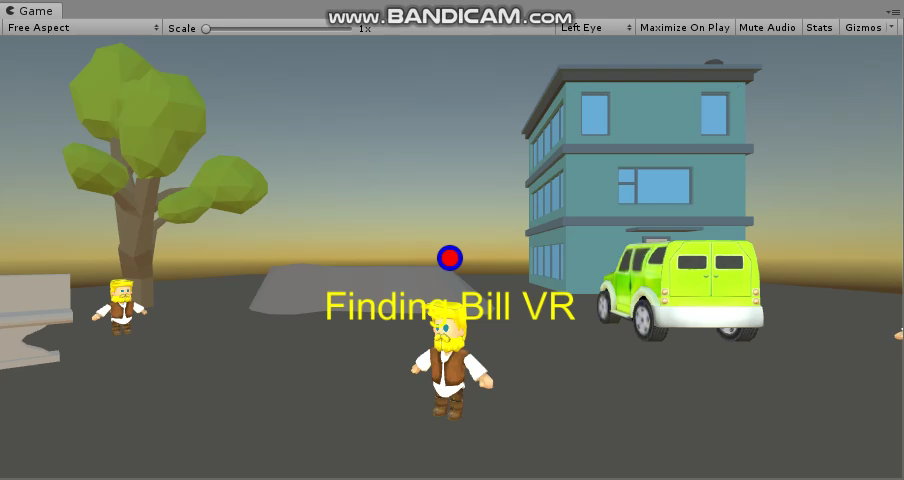 Game
www.BANDICAM.com
Free Aspect
Scale
1x
Left Eye
Maximize On Play
Mute Audio
Stats
Gizmos
Finding Bill VR